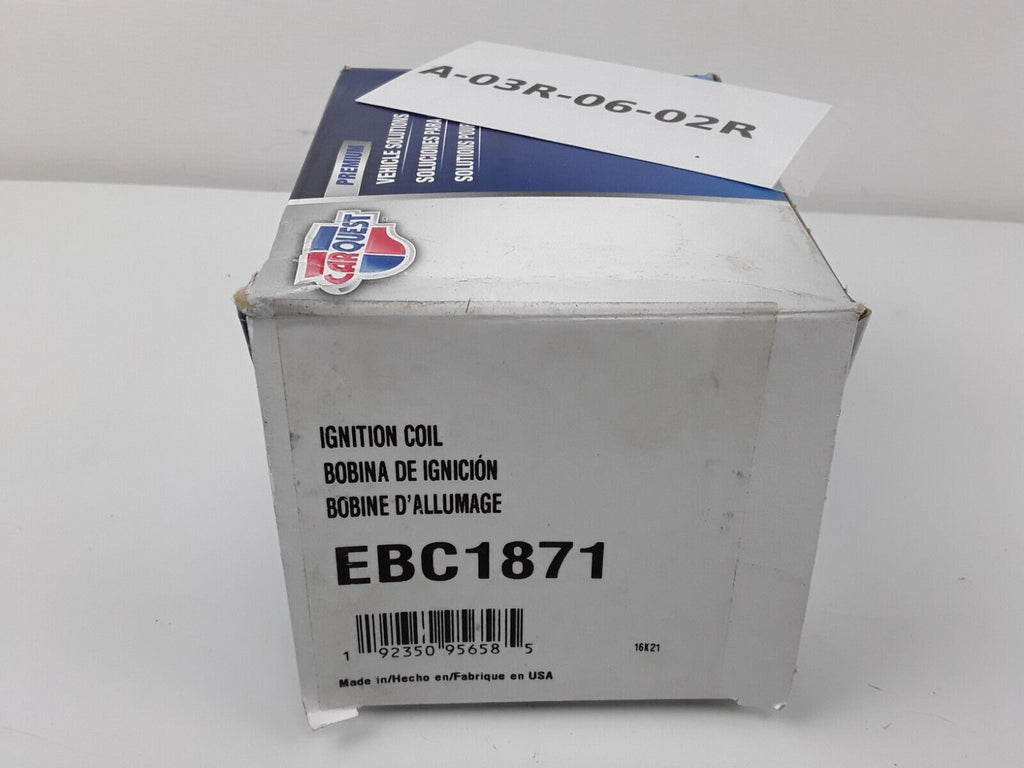 A-03R-06-02R
PREMIUM
VEHICLE SOLUTIONS
SOLUCIONES PARA
SOLUTIONS POUR
CARQUEST
IGNITION COIL
BOBINA DE IGNICIÓN
BOBINE D'ALLUMAGE
EBC1871
1 92350 95658 5
16K21
Made in/Hecho en/Fabrique en USA